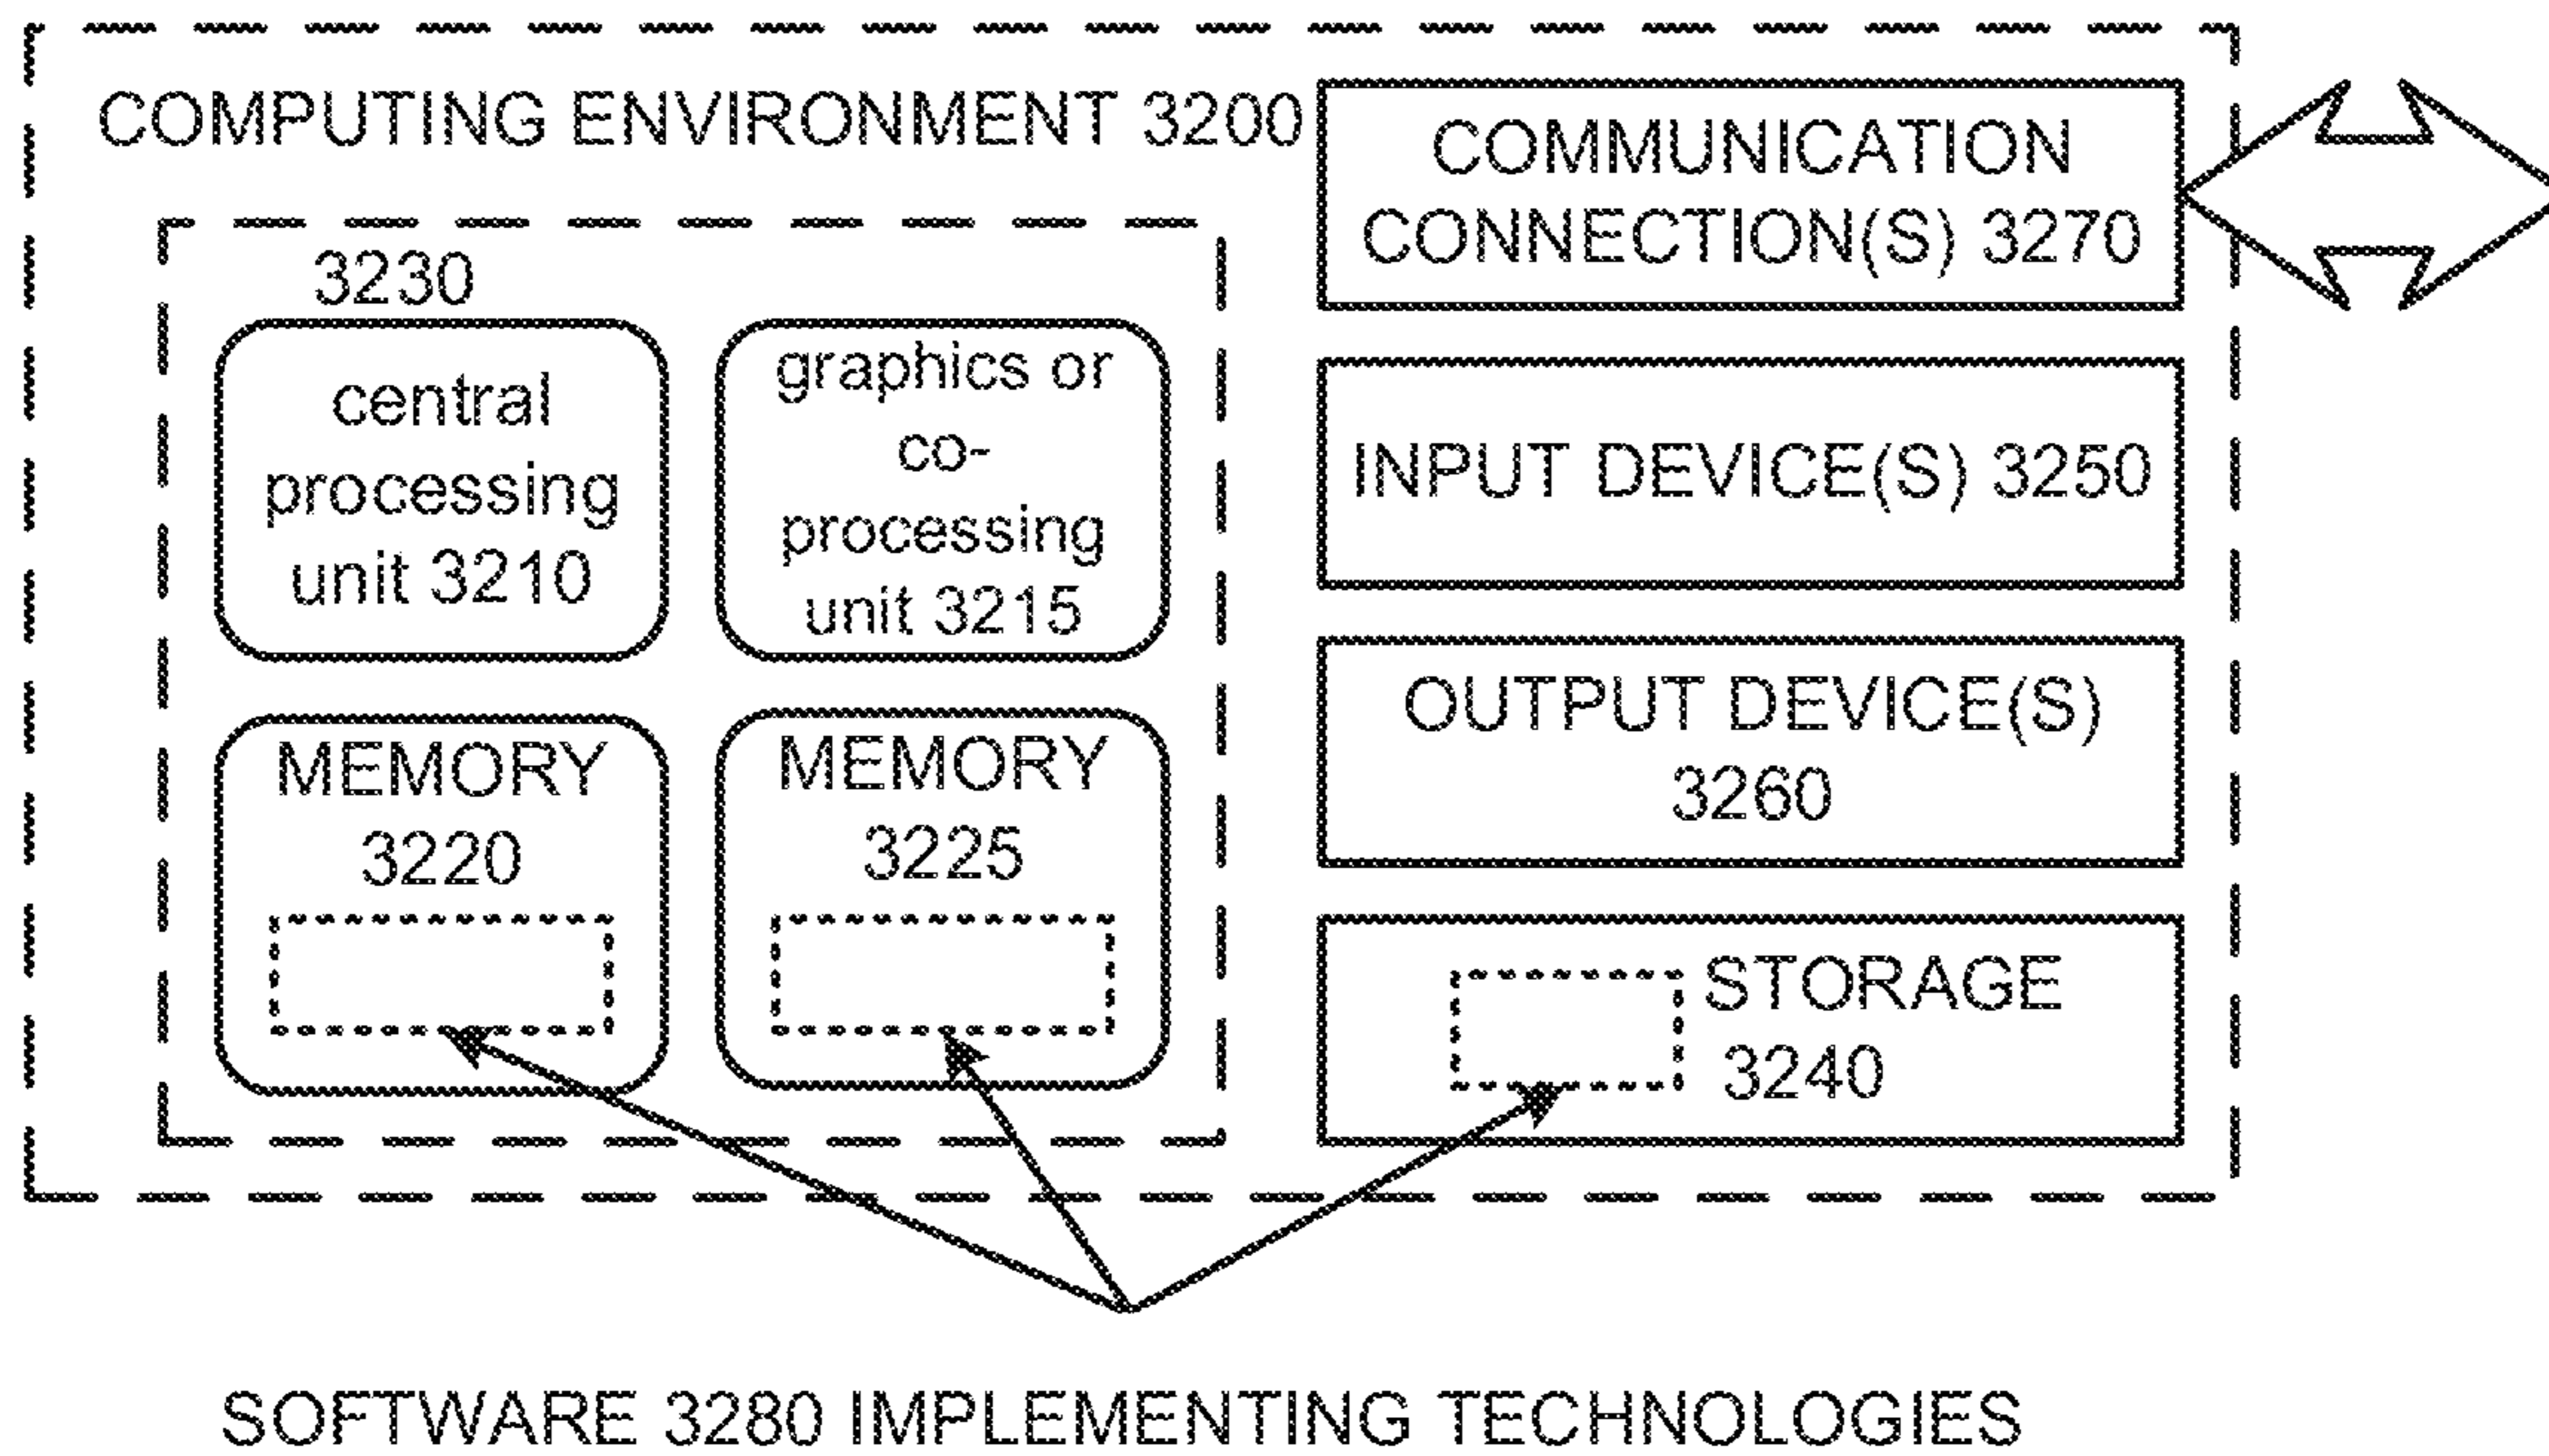 COMPUTING ENVIRONMENT 3200
3230
central
processing
unit 3210
graphics or
co-
processing
unit 3215
MEMORY
3220
MEMORY
3225
COMMUNICATION
CONNECTION(S) 3270
INPUT DEVICE(S) 3250
OUTPUT DEVICE(S)
3260
STORAGE
3240
SOFTWARE 3280 IMPLEMENTING TECHNOLOGIES